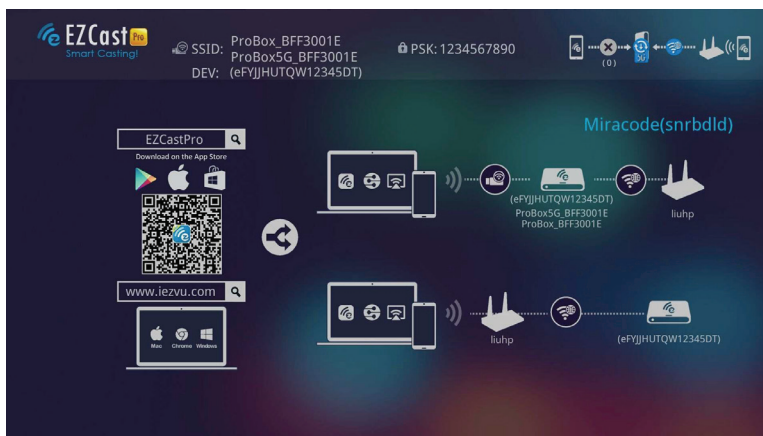 EZCast Pro
Smart Casting!
SSID: ProBox_BFF3001E
ProBox5G_BFF3001E
DEV: (eFYJJHUTQW12345DT)
PSK: 1234567890
(0)
5G
Miracode(snrbdld)
EZCastPro
Download on the App Store
www.iezvu.com
Mac Chrome Windows
(eFYJJHUTQW12345DT)
ProBox5G_BFF3001E
ProBox_BFF3001E
liuhp
liuhp
(eFYJJHUTQW12345DT)